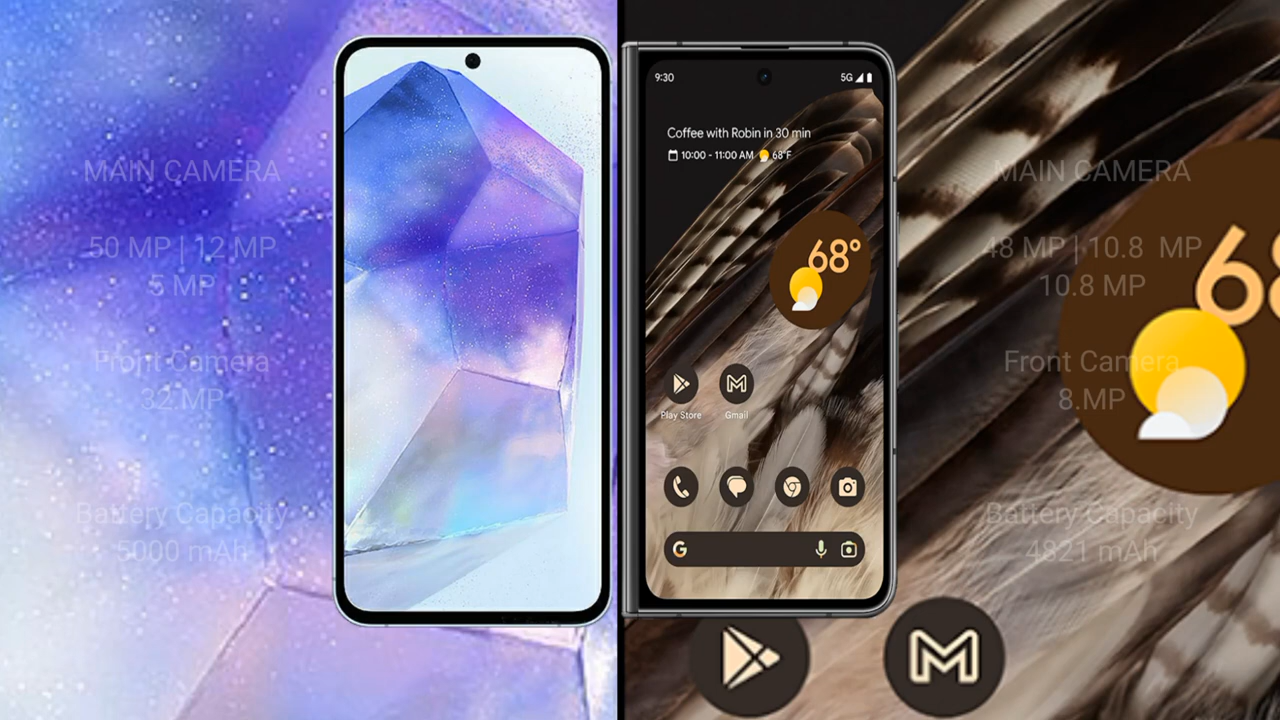 MAIN CAMERA
50 MP | 12 MP
5 MP
Front Camera
32.MP
Battery Capacity
5000 mAh
9:30
5G
Coffee with Robin in 30 min
10:00 - 11:00 AM 68°F
68°
Play Store
Gmail
G
MAIN CAMERA
48 MP | 10.8 MP
10.8 MP
Front Camera
8.MP
Battery Capacity
4821 mAh
68